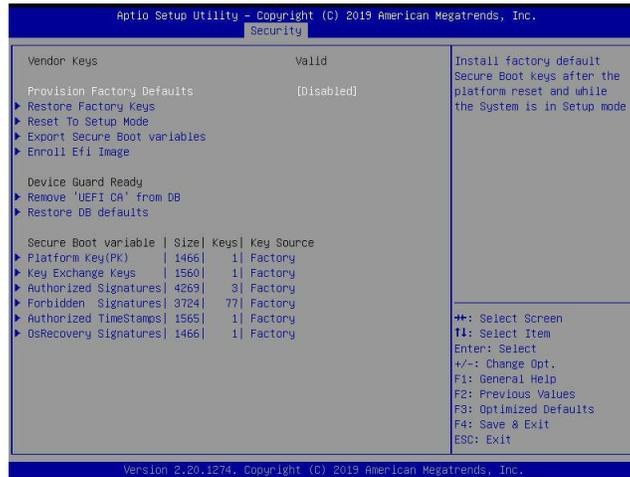 Aptio Setup Utility – Copyright (C) 2019 American Megatrends, Inc.
Security
Vendor Keys Valid
Provision Factory Defaults [Disabled]
▶ Restore Factory Keys
▶ Reset To Setup Mode
▶ Export Secure Boot variables
▶ Enroll Efi Image
Device Guard Ready
▶ Remove 'UEFI CA' from DB
▶ Restore DB defaults
Secure Boot variable | Size| Keys| Key Source
▶ Platform Key(PK) | 1466| 1| Factory
▶ Key Exchange Keys | 1560| 1| Factory
▶ Authorized Signatures| 4269| 3| Factory
▶ Forbidden Signatures| 3724| 77| Factory
▶ Authorized TimeStamps| 1565| 1| Factory
▶ OsRecovery Signatures| 1466| 1| Factory
Install factory default
Secure Boot keys after the
platform reset and while
the System is in Setup mode
→←: Select Screen
↑↓: Select Item
Enter: Select
+/-: Change Opt.
F1: General Help
F2: Previous Values
F3: Optimized Defaults
F4: Save & Exit
ESC: Exit
Version 2.20.1274. Copyright (C) 2019 American Megatrends, Inc.